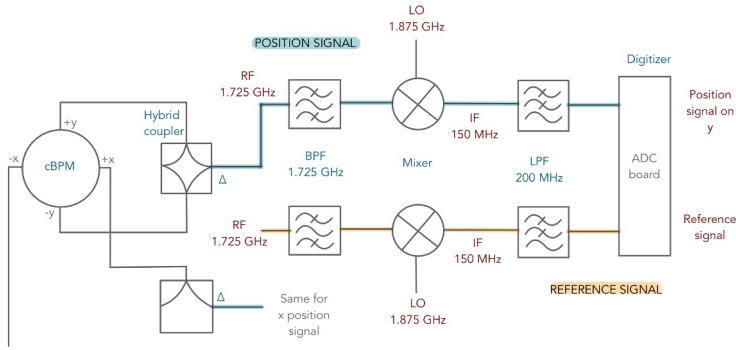 LO
1.875 GHz
POSITION SIGNAL
Digitizer
RF
1.725 GHz
Position
signal on
y
Hybrid
coupler
+y
IF
150 MHz
-x
cBPM
+x
BPF
1.725 GHz
Mixer
LPF
200 MHz
ADC
board
Δ
-y
RF
1.725 GHz
Reference
signal
IF
150 MHz
REFERENCE SIGNAL
Δ
Same for
x position
signal
LO
1.875 GHz